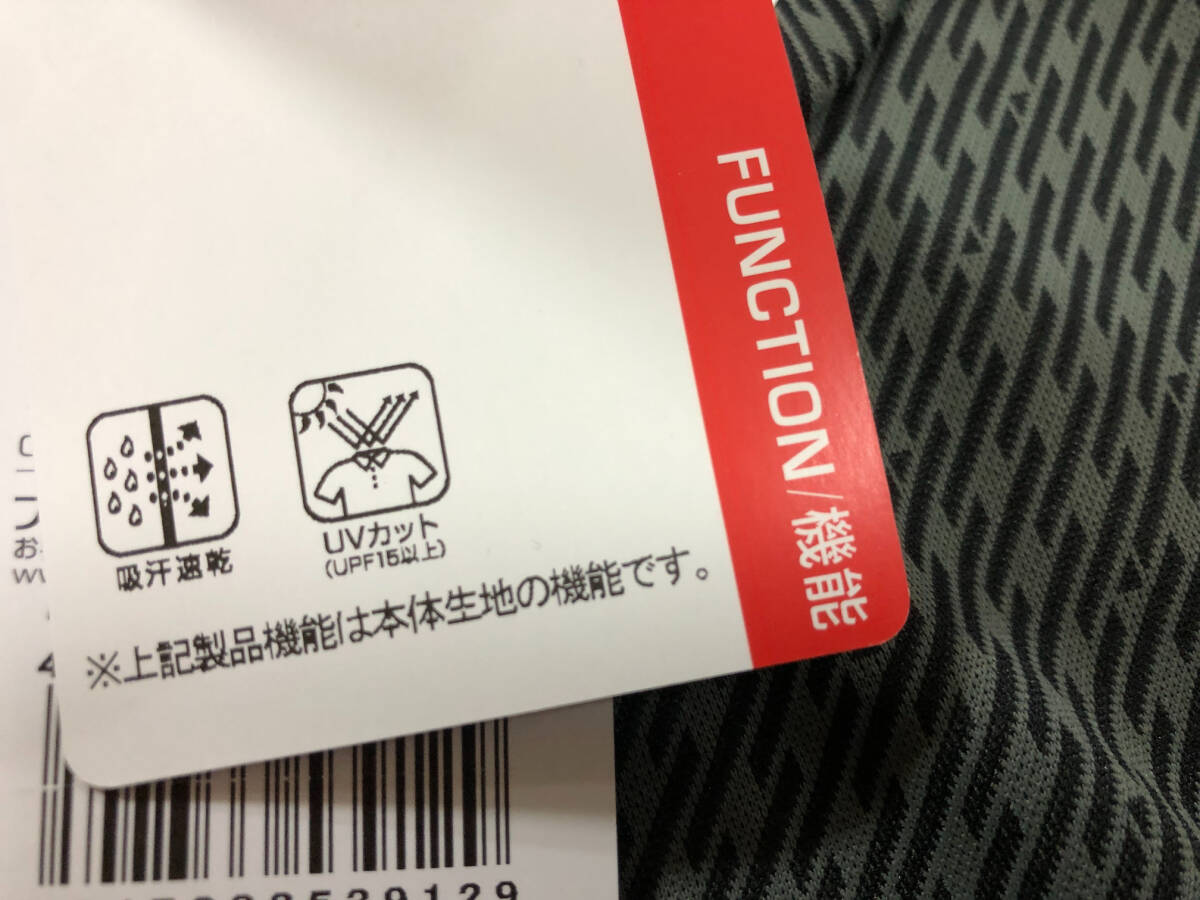 FUNCTION/機能
吸汗速乾
UVカット
(UPF15以上)
※上記製品機能は本体生地の機能です。
お